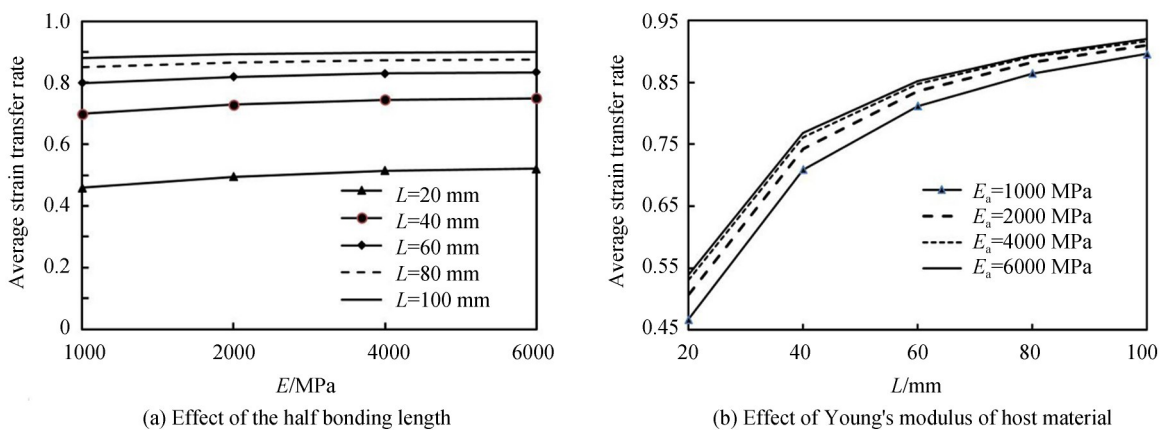 Average strain transfer rate
1.0
0.8
0.6
0.4
0.2
0
1000
2000
4000
6000
E/MPa
L=20 mm
L=40 mm
L=60 mm
L=80 mm
L=100 mm
(a) Effect of the half bonding length
Average strain transfer rate
0.95
0.85
0.75
0.65
0.55
0.45
20
40
60
80
100
L/mm
Eₐ=1000 MPa
Eₐ=2000 MPa
Eₐ=4000 MPa
Eₐ=6000 MPa
(b) Effect of Young's modulus of host material